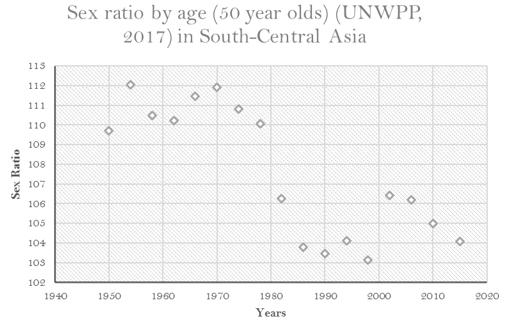 Sex ratio by age (50 year olds) (UNWPP,
2017) in South-Central Asia
113
112
111
110
109
108
107
106
105
104
103
102
Sex Ratio
1940 1950 1960 1970 1980 1990 2000 2010 2020
Years